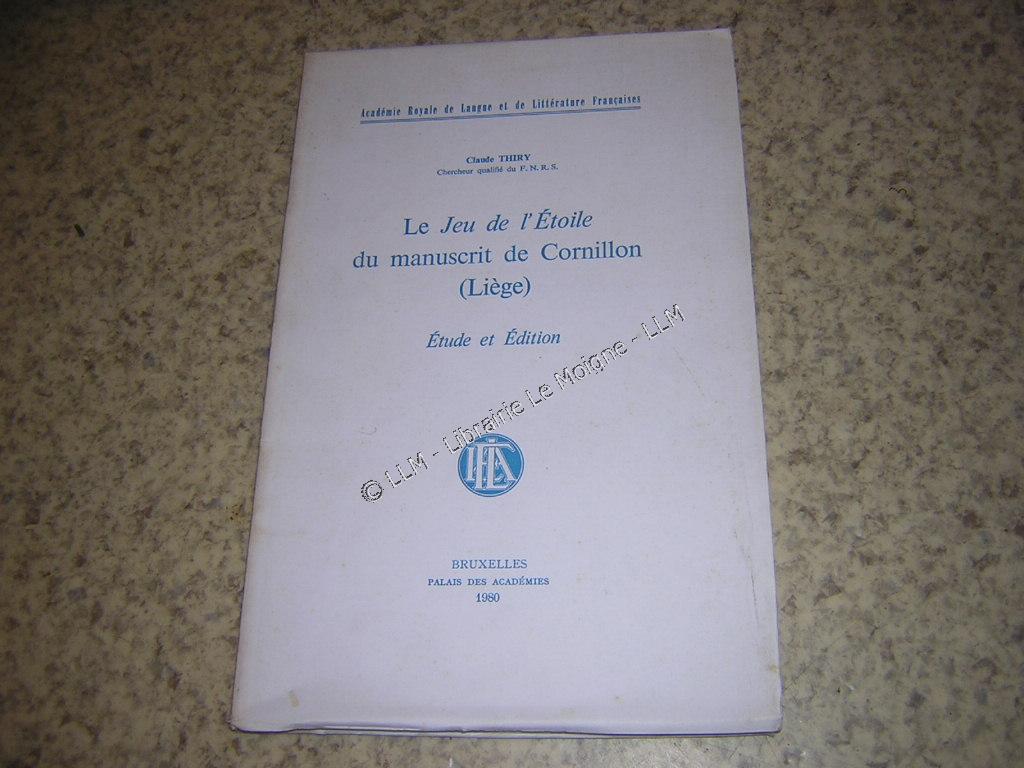 Académie Royale de Langue et de Littérature Françaises
Claude THIRY
Chercheur qualifié du F. N. R. S.
Le Jeu de l'Étoile
du manuscrit de Cornillon
(Liège)
Étude et Édition
© LLM - Librairie Le Moigne - LLM
BRUXELLES
PALAIS DES ACADÉMIES
1980